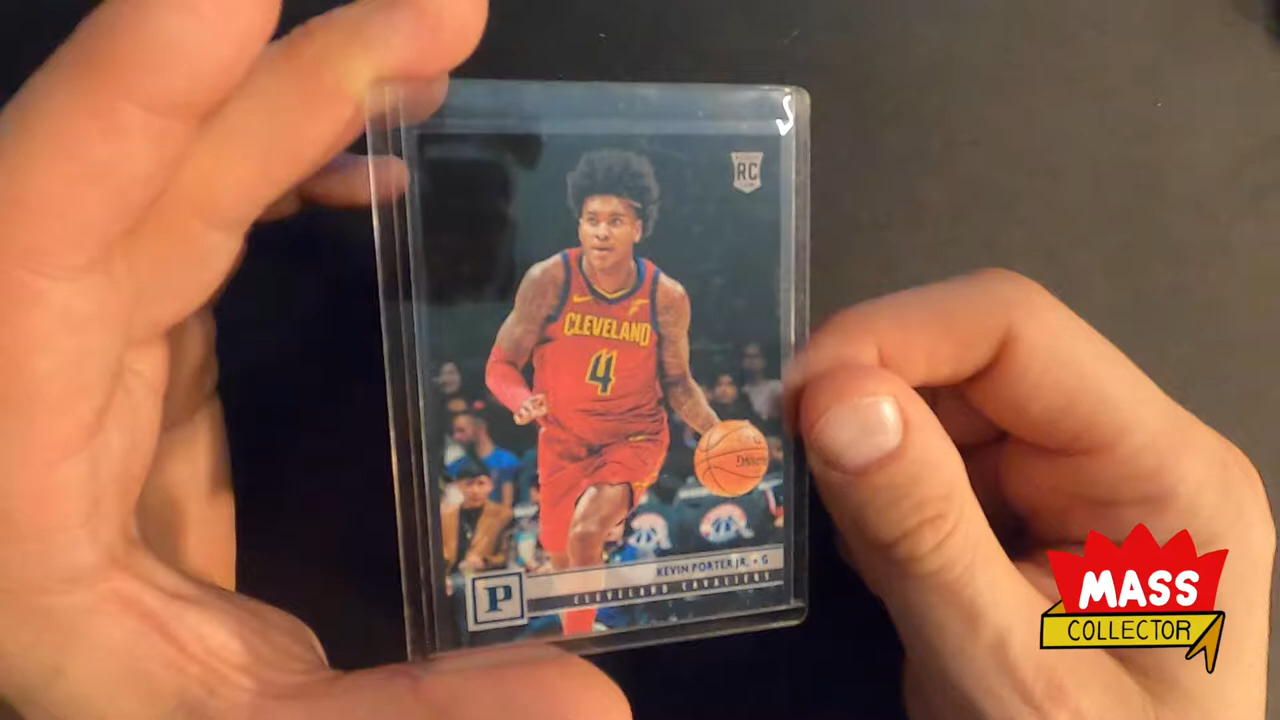 RC
CLEVELAND
4
KEVIN PORTER JR. • G
P
CLEVELAND CAVALIERS
MASS
COLLECTOR